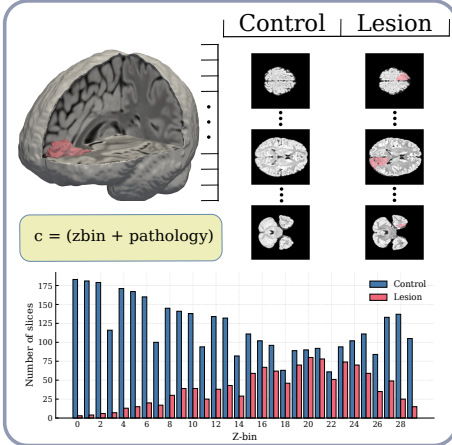 Control Lesion
c = (zbin + pathology)
Number of slices
175
150
125
100
75
50
25
0
Control
Lesion
0 2 4 6 8 10 12 14 16 18 20 22 24 26 28
Z-bin